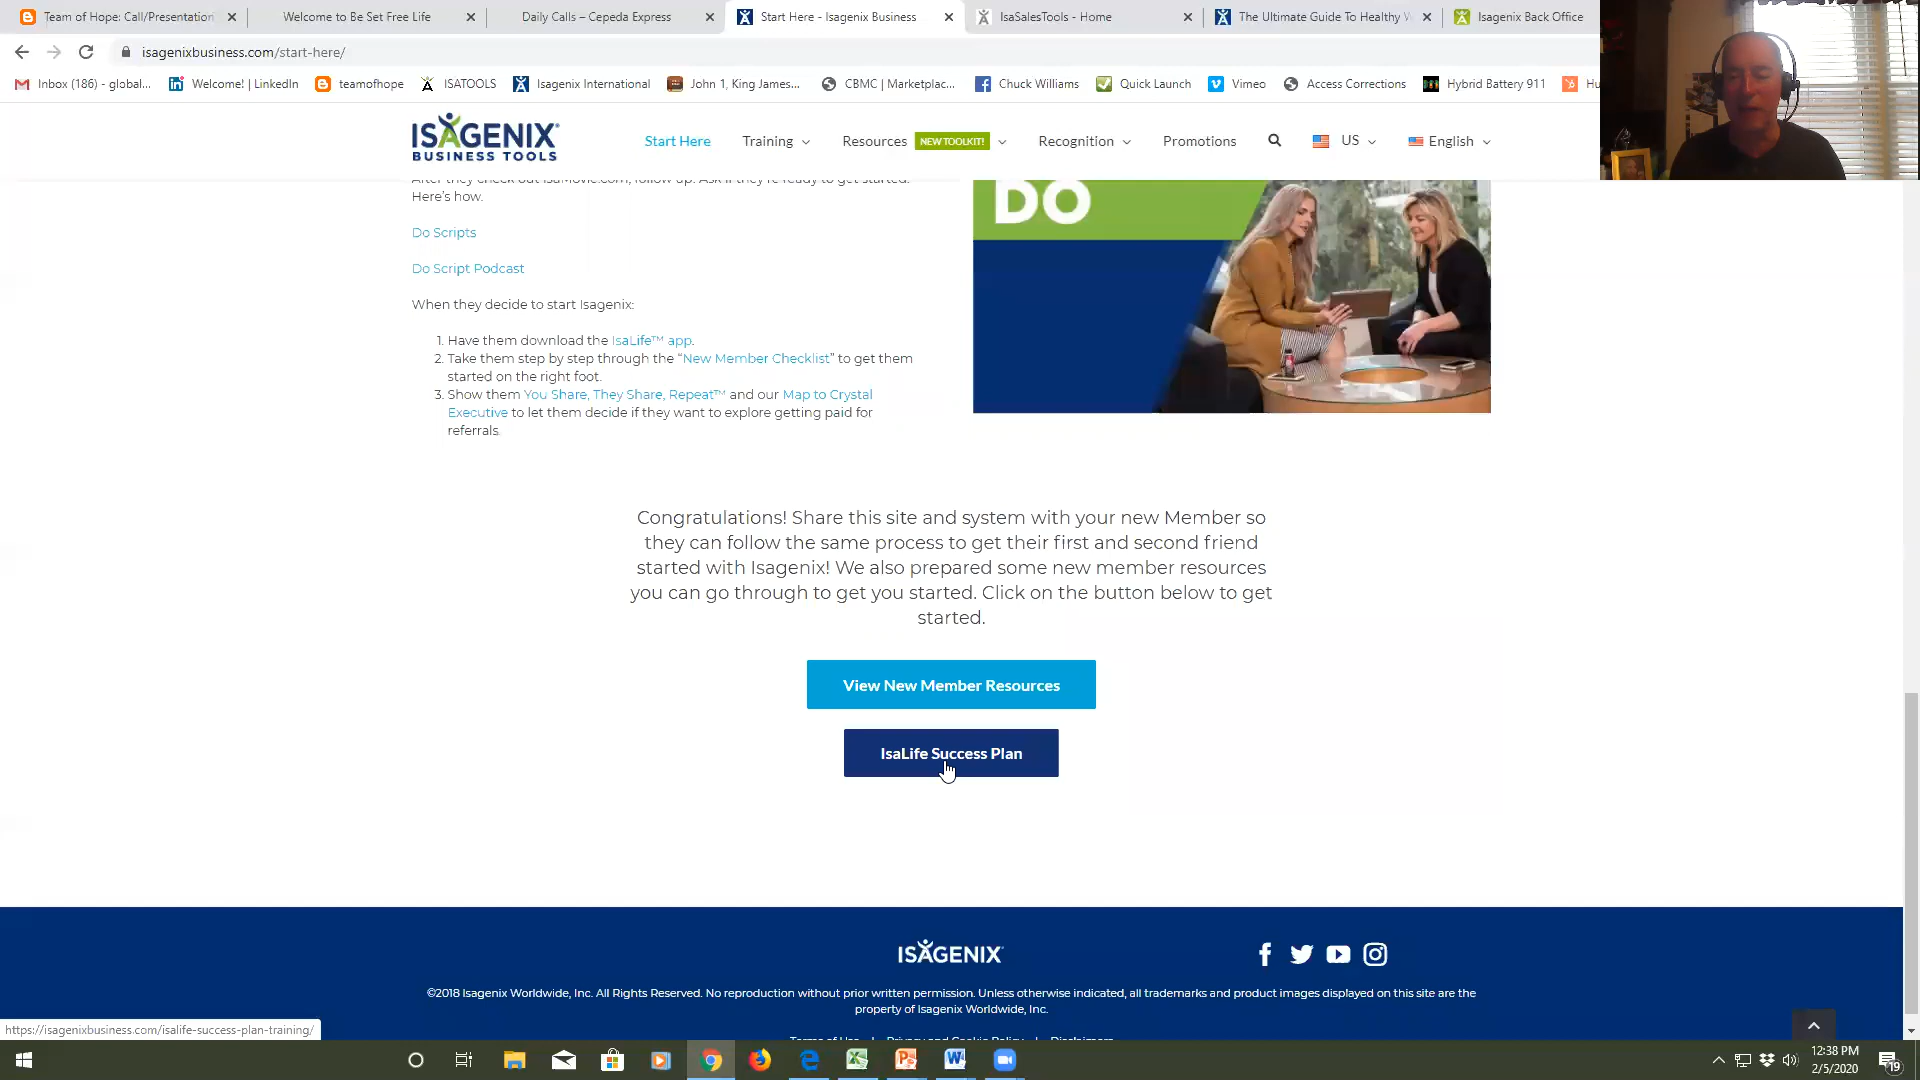 Team of Hope: Call/Presentation
Welcome to Be Set Free Life
Daily Calls – Cepeda Express
Start Here - Isagenix Business
IsaSalesTools - Home
The Ultimate Guide To Healthy
Isagenix Back Office
isagenixbusiness.com/start-here/
Inbox (186) - global...
Welcome! | LinkedIn
teamofhope
ISATOOLS
Isagenix International
John 1, King James...
CBMC | Marketplac...
Chuck Williams
Quick Launch
Vimeo
Access Corrections
Hybrid Battery 911
Hu
ISAGENIX
BUSINESS TOOLS
Start Here
Training
Resources
NEW TOOLKIT!
Recognition
Promotions
US
English
After they check out IsaMovie.com, follow up. Ask if they're ready to get started.
Here's how.
Do Scripts
Do Script Podcast
When they decide to start Isagenix:
1. Have them download the IsaLife™ app.
2. Take them step by step through the “New Member Checklist” to get them
started on the right foot.
3. Show them You Share, They Share, Repeat™ and our Map to Crystal
Executive to let them decide if they want to explore getting paid for
referrals.
DO
Congratulations! Share this site and system with your new Member so
they can follow the same process to get their first and second friend
started with Isagenix! We also prepared some new member resources
you can go through to get you started. Click on the button below to get
started.
View New Member Resources
IsaLife Success Plan
ISAGENIX
©2018 Isagenix Worldwide, Inc. All Rights Reserved. No reproduction without prior written permission. Unless otherwise indicated, all trademarks and product images displayed on this site are the
property of Isagenix Worldwide, Inc.
Terms of Use | Privacy and Cookie Policy | Disclaimers
https://isagenixbusiness.com/isalife-success-plan-training/
12:38 PM
2/5/2020
19